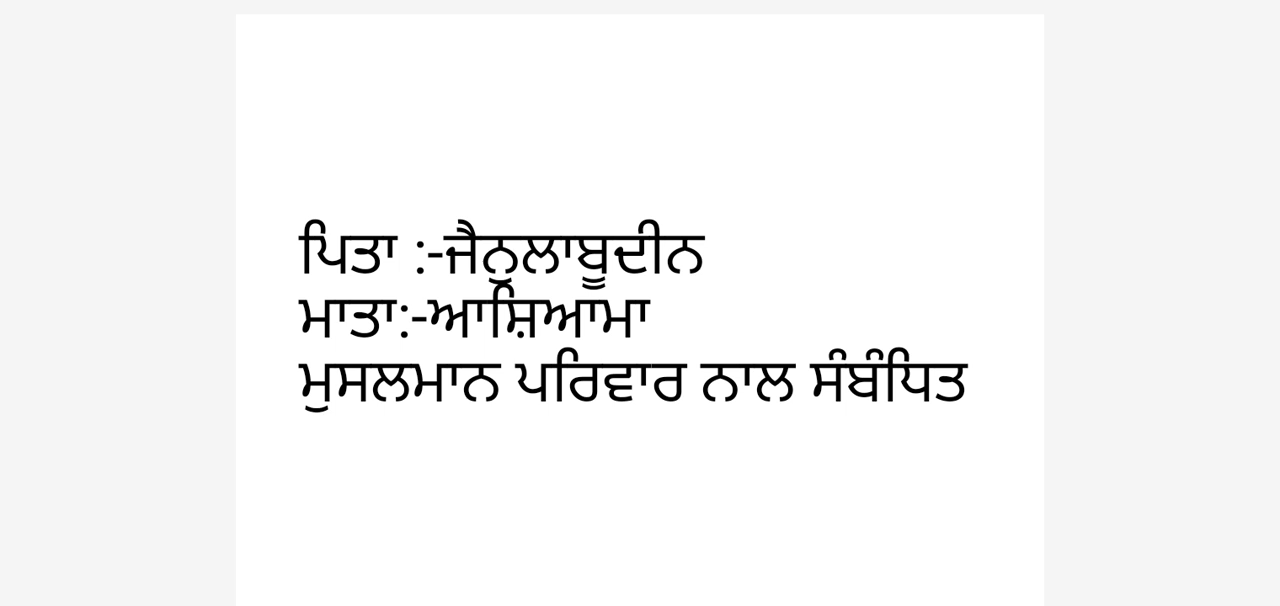 ਪਿਤਾ :-ਜੈਨੁਲਾਬੂਦੀਨ
ਮਾਤਾ:-ਆਸ਼ਿਆਮਾ
ਮੁਸਲਮਾਨ ਪਰਿਵਾਰ ਨਾਲ ਸੰਬੰਧਿਤ